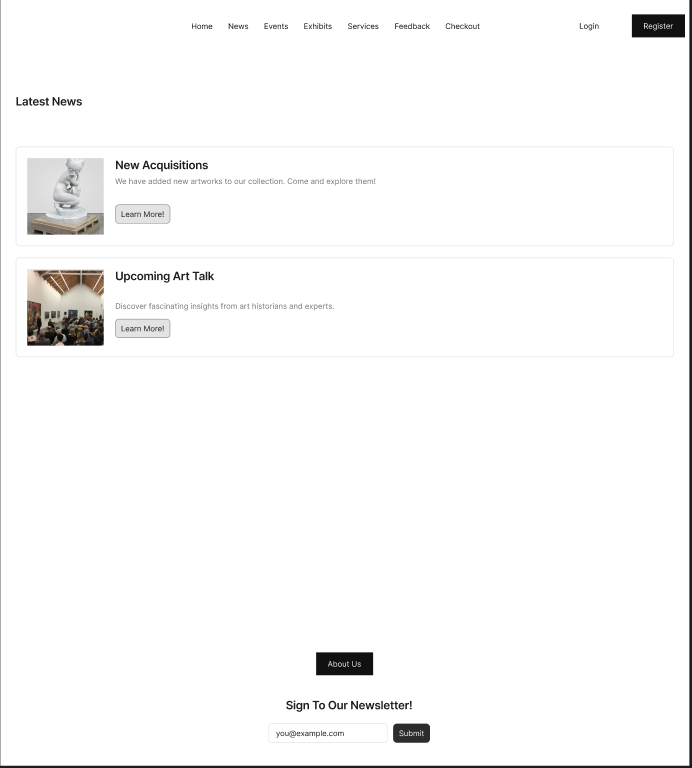 Home News Events Exhibits Services Feedback Checkout Login Register
Latest News
New Acquisitions
We have added new artworks to our collection. Come and explore them!
Learn More!
Upcoming Art Talk
Discover fascinating insights from art historians and experts.
Learn More!
About Us
Sign To Our Newsletter!
you@example.com Submit